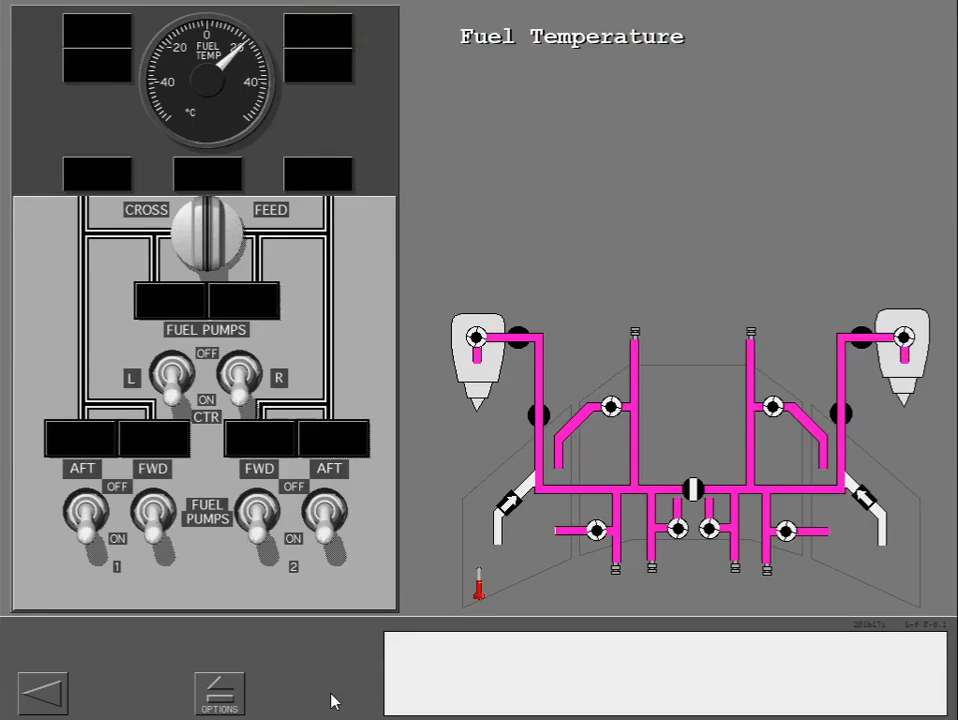 Fuel Temperature
0
-20
20
FUEL
TEMP
-40
40
°C
CROSS
FEED
FUEL PUMPS
OFF
L
R
ON
CTR
AFT
FWD
FWD
AFT
OFF
OFF
FUEL
PUMPS
ON
ON
1
2
OPTIONS